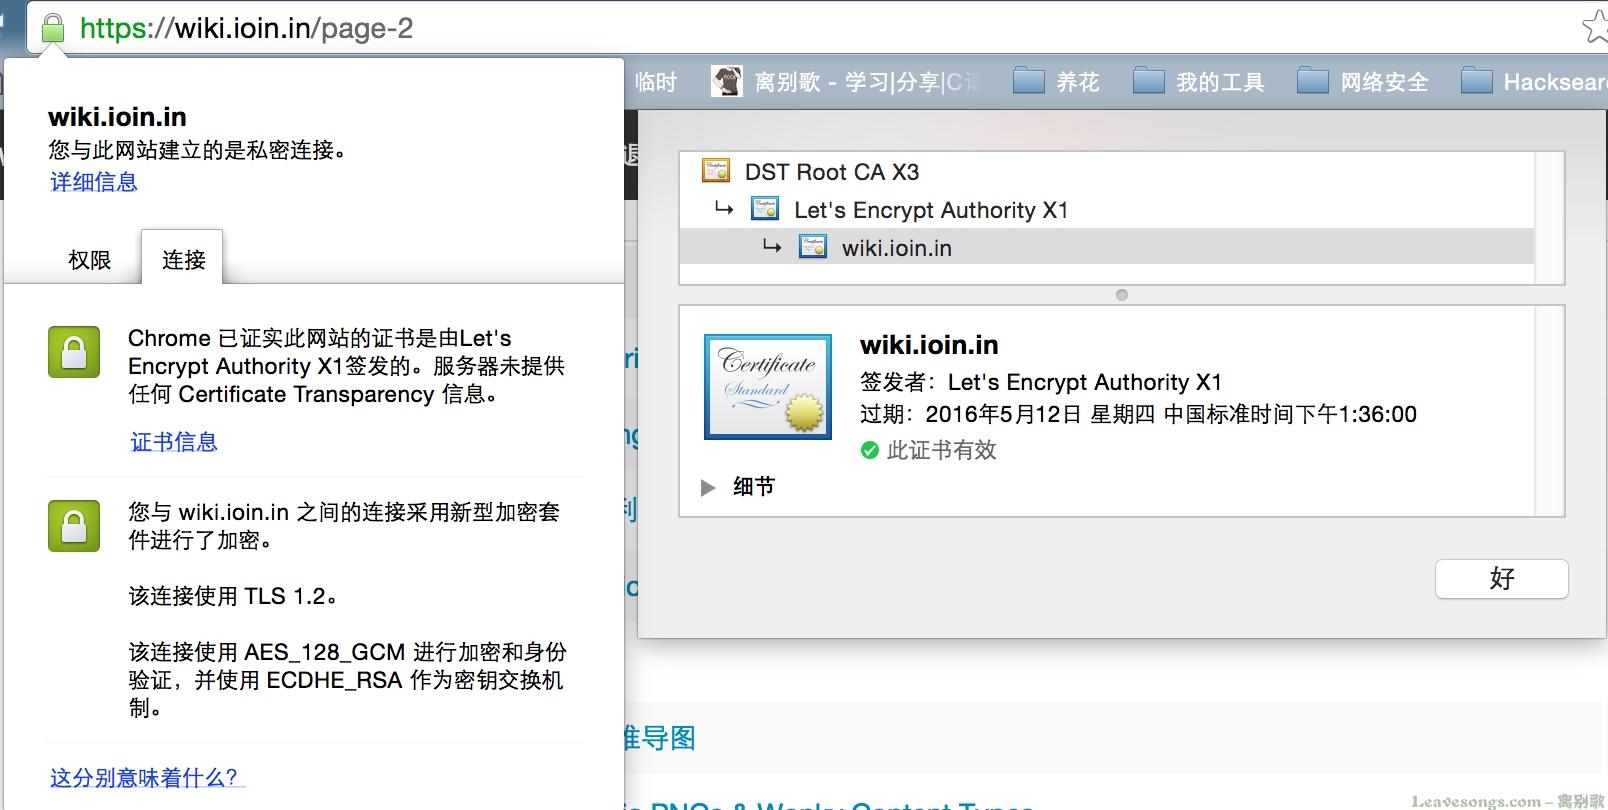 https://wiki.ioin.in/page-2
临时
离别歌 - 学习|分享|C语
养花
我的工具
网络安全
Hacksear
wiki.ioin.in
您与此网站建立的是私密连接。
详细信息
权限
连接
Chrome 已证实此网站的证书是由Let's
Encrypt Authority X1签发的。服务器未提供
任何 Certificate Transparency 信息。
证书信息
您与 wiki.ioin.in 之间的连接采用新型加密套
件进行了加密。
该连接使用 TLS 1.2。
该连接使用 AES_128_GCM 进行加密和身份
验证，并使用 ECDHE_RSA 作为密钥交换机
制。
这分别意味着什么？
DST Root CA X3
Let's Encrypt Authority X1
wiki.ioin.in
Certificate
Standard
wiki.ioin.in
签发者：Let's Encrypt Authority X1
过期：2016年5月12日 星期四 中国标准时间下午1:36:00
此证书有效
细节
好
导图
PNGs & Wonky Content Types
Leavesongs.com - 离别歌